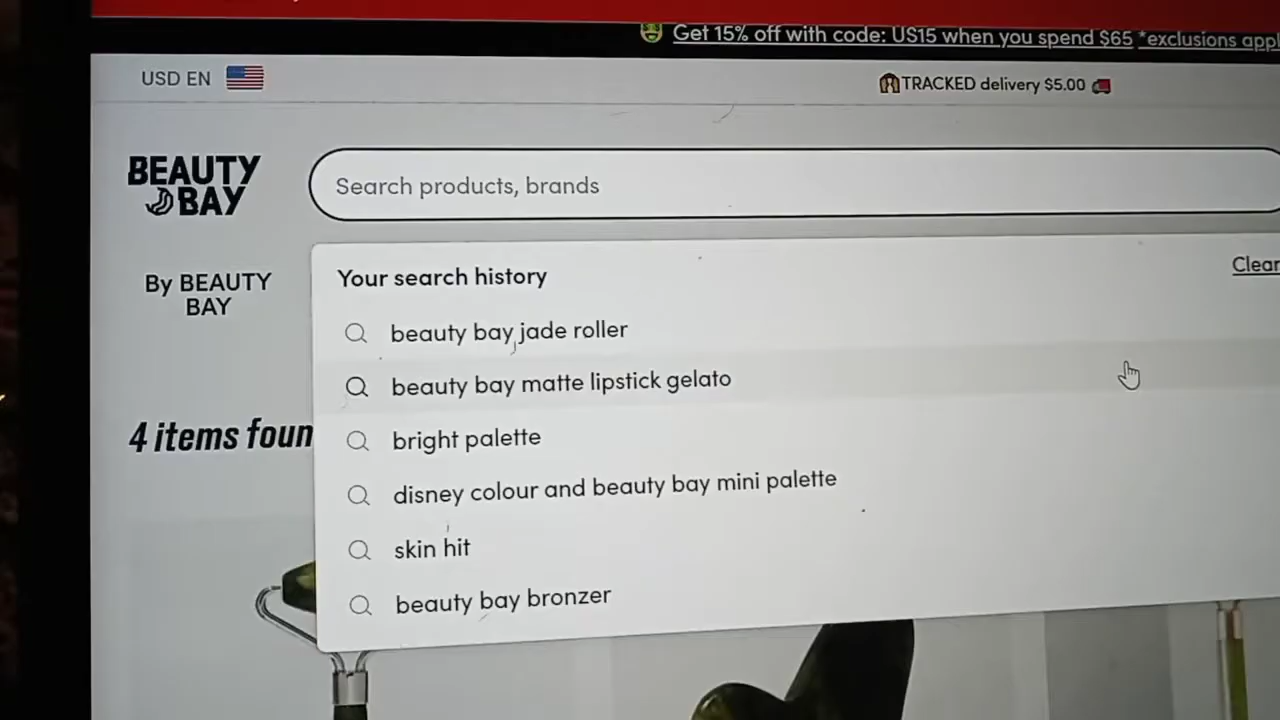 Get 15% off with code: US15 when you spend $65 *exclusions
USD EN
TRACKED delivery $5.00
BEAUTY
BAY
Search products, brands
By BEAUTY
BAY
Your search history
Clear
beauty bay jade roller
beauty bay matte lipstick gelato
bright palette
4 items
disney colour and beauty bay mini palette
skin hit
beauty bay bronzer